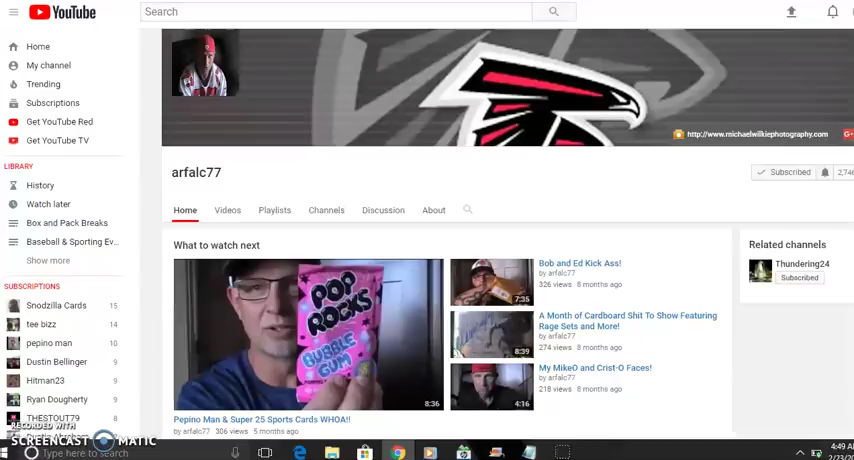 YouTube
Search
Home
My channel
Trending
Subscriptions
Get YouTube Red
Get YouTube TV
LIBRARY
History
Watch later
Box and Pack Breaks
Baseball & Sporting Ev...
Show more
SUBSCRIPTIONS
Snodzilla Cards 15
tee bizz 14
pepino man 10
Dustin Bellinger 9
Hitman23 9
Ryan Dougherty 9
THESTOUT79 8
http://www.michaelwilkiephotography.com
arfalc77
Subscribed 2,746
Home Videos Playlists Channels Discussion About
What to watch next
POP ROCKS
BUBBLE GUM
8:36
Pepino Man & Super 25 Sports Cards WHOA!!
by arfalc77 306 views 5 months ago
7:35
Bob and Ed Kick Ass!
by arfalc77
326 views 8 months ago
8:39
A Month of Cardboard Shit To Show Featuring
Rage Sets and More!
by arfalc77
274 views 8 months ago
4:16
My MikeO and Crist-O Faces!
by arfalc77
218 views 8 months ago
Related channels
Thundering24
Subscribed
RECORDED WITH
SCREENCAST MATIC
Type here to search
4:49 AM